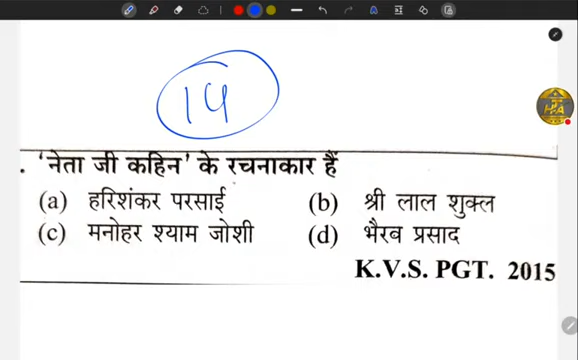 14
. 'नेता जी कहिन' के रचनाकार हैं
(a) हरिशंकर परसाई (b) श्री लाल शुक्ल
(c) मनोहर श्याम जोशी (d) भैरव प्रसाद
K.V.S. PGT. 2015